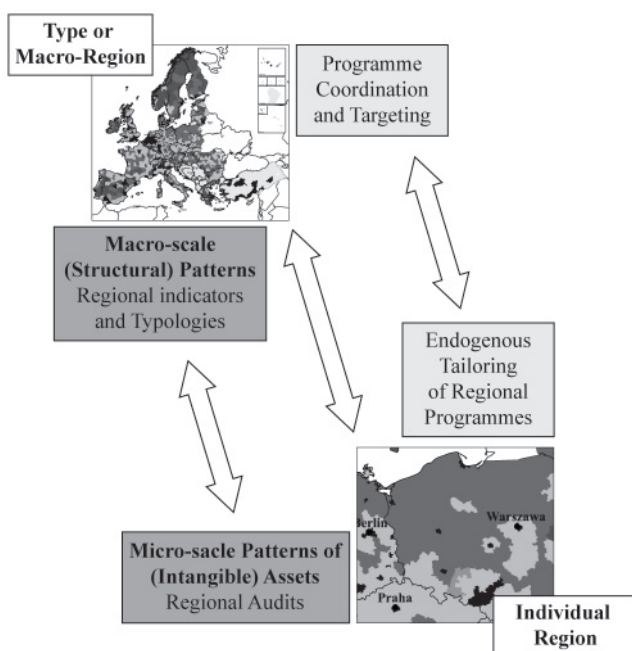 Type or
Macro-Region
Programme
Coordination
and Targeting
Macro-scale
(Structural) Patterns
Regional indicators
and Typologies
Endogenous
Tailoring
of Regional
Programmes
Berlin
Warszawa
Praha
Micro-sacle Patterns of
(Intangible) Assets
Regional Audits
Individual
Region